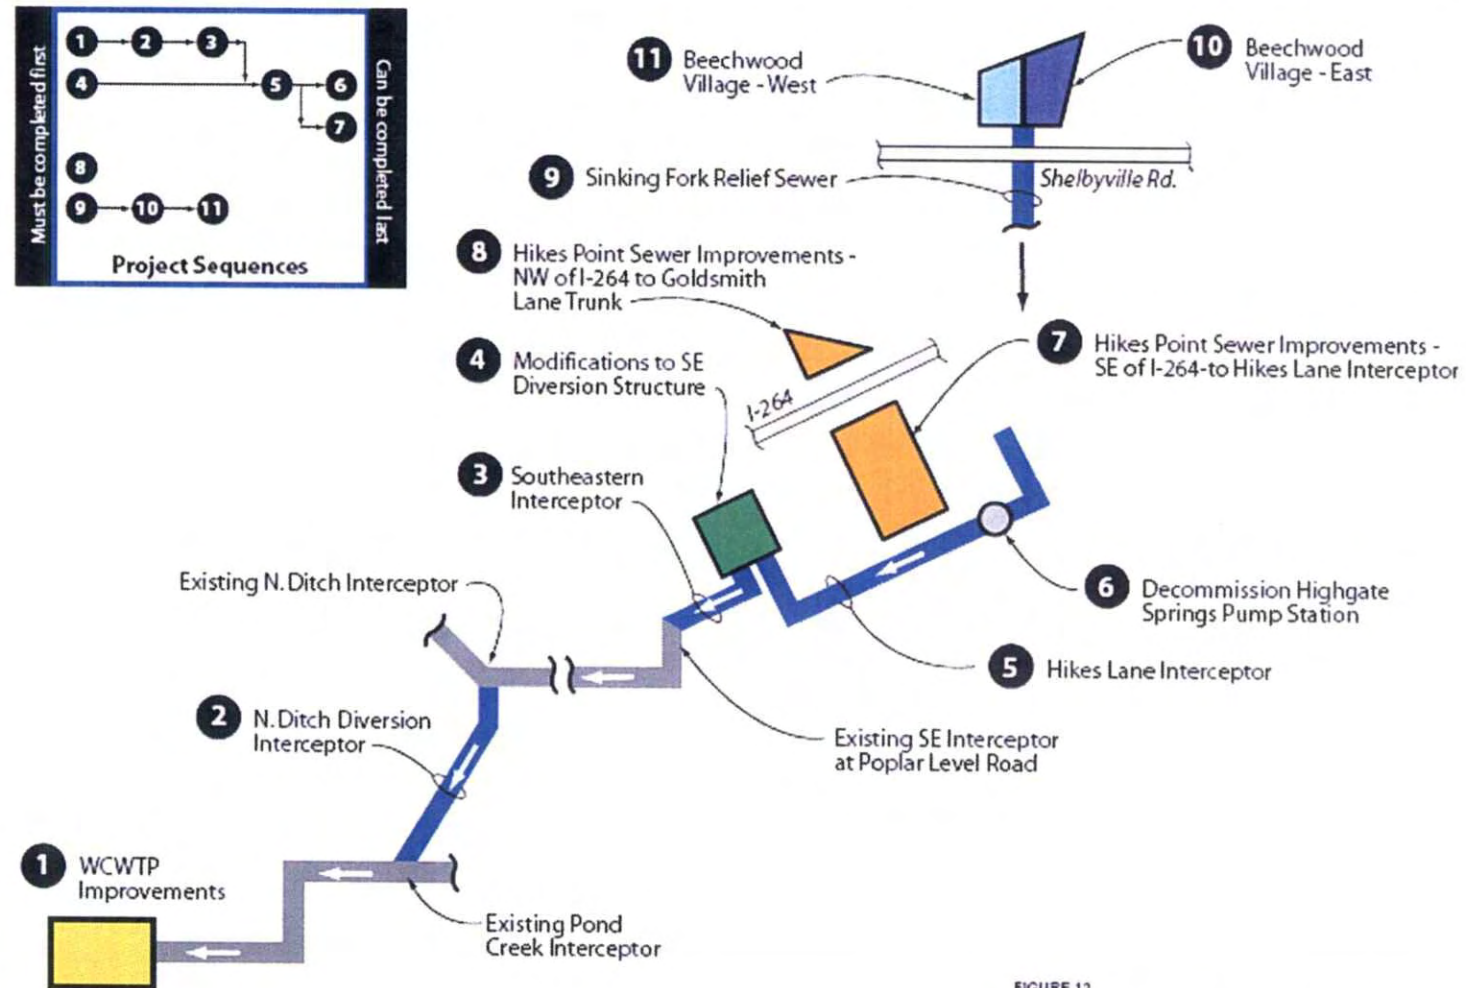 Must be completed first
1
2
3
4
5
6
7
8
9
10
11
Can be completed last
Project Sequences
11 Beechwood
Village - West
10 Beechwood
Village - East
9 Sinking Fork Relief Sewer
Shelbyville Rd.
8 Hikes Point Sewer Improvements -
NW of I-264 to Goldsmith
Lane Trunk
7 Hikes Point Sewer Improvements -
SE of I-264-to Hikes Lane Interceptor
4 Modifications to SE
Diversion Structure
I-264
3 Southeastern
Interceptor
Existing N. Ditch Interceptor
6 Decommission Highgate
Springs Pump Station
5 Hikes Lane Interceptor
2 N. Ditch Diversion
Interceptor
Existing SE Interceptor
at Poplar Level Road
1 WCWTP
Improvements
Existing Pond
Creek Interceptor
FIGURE 12